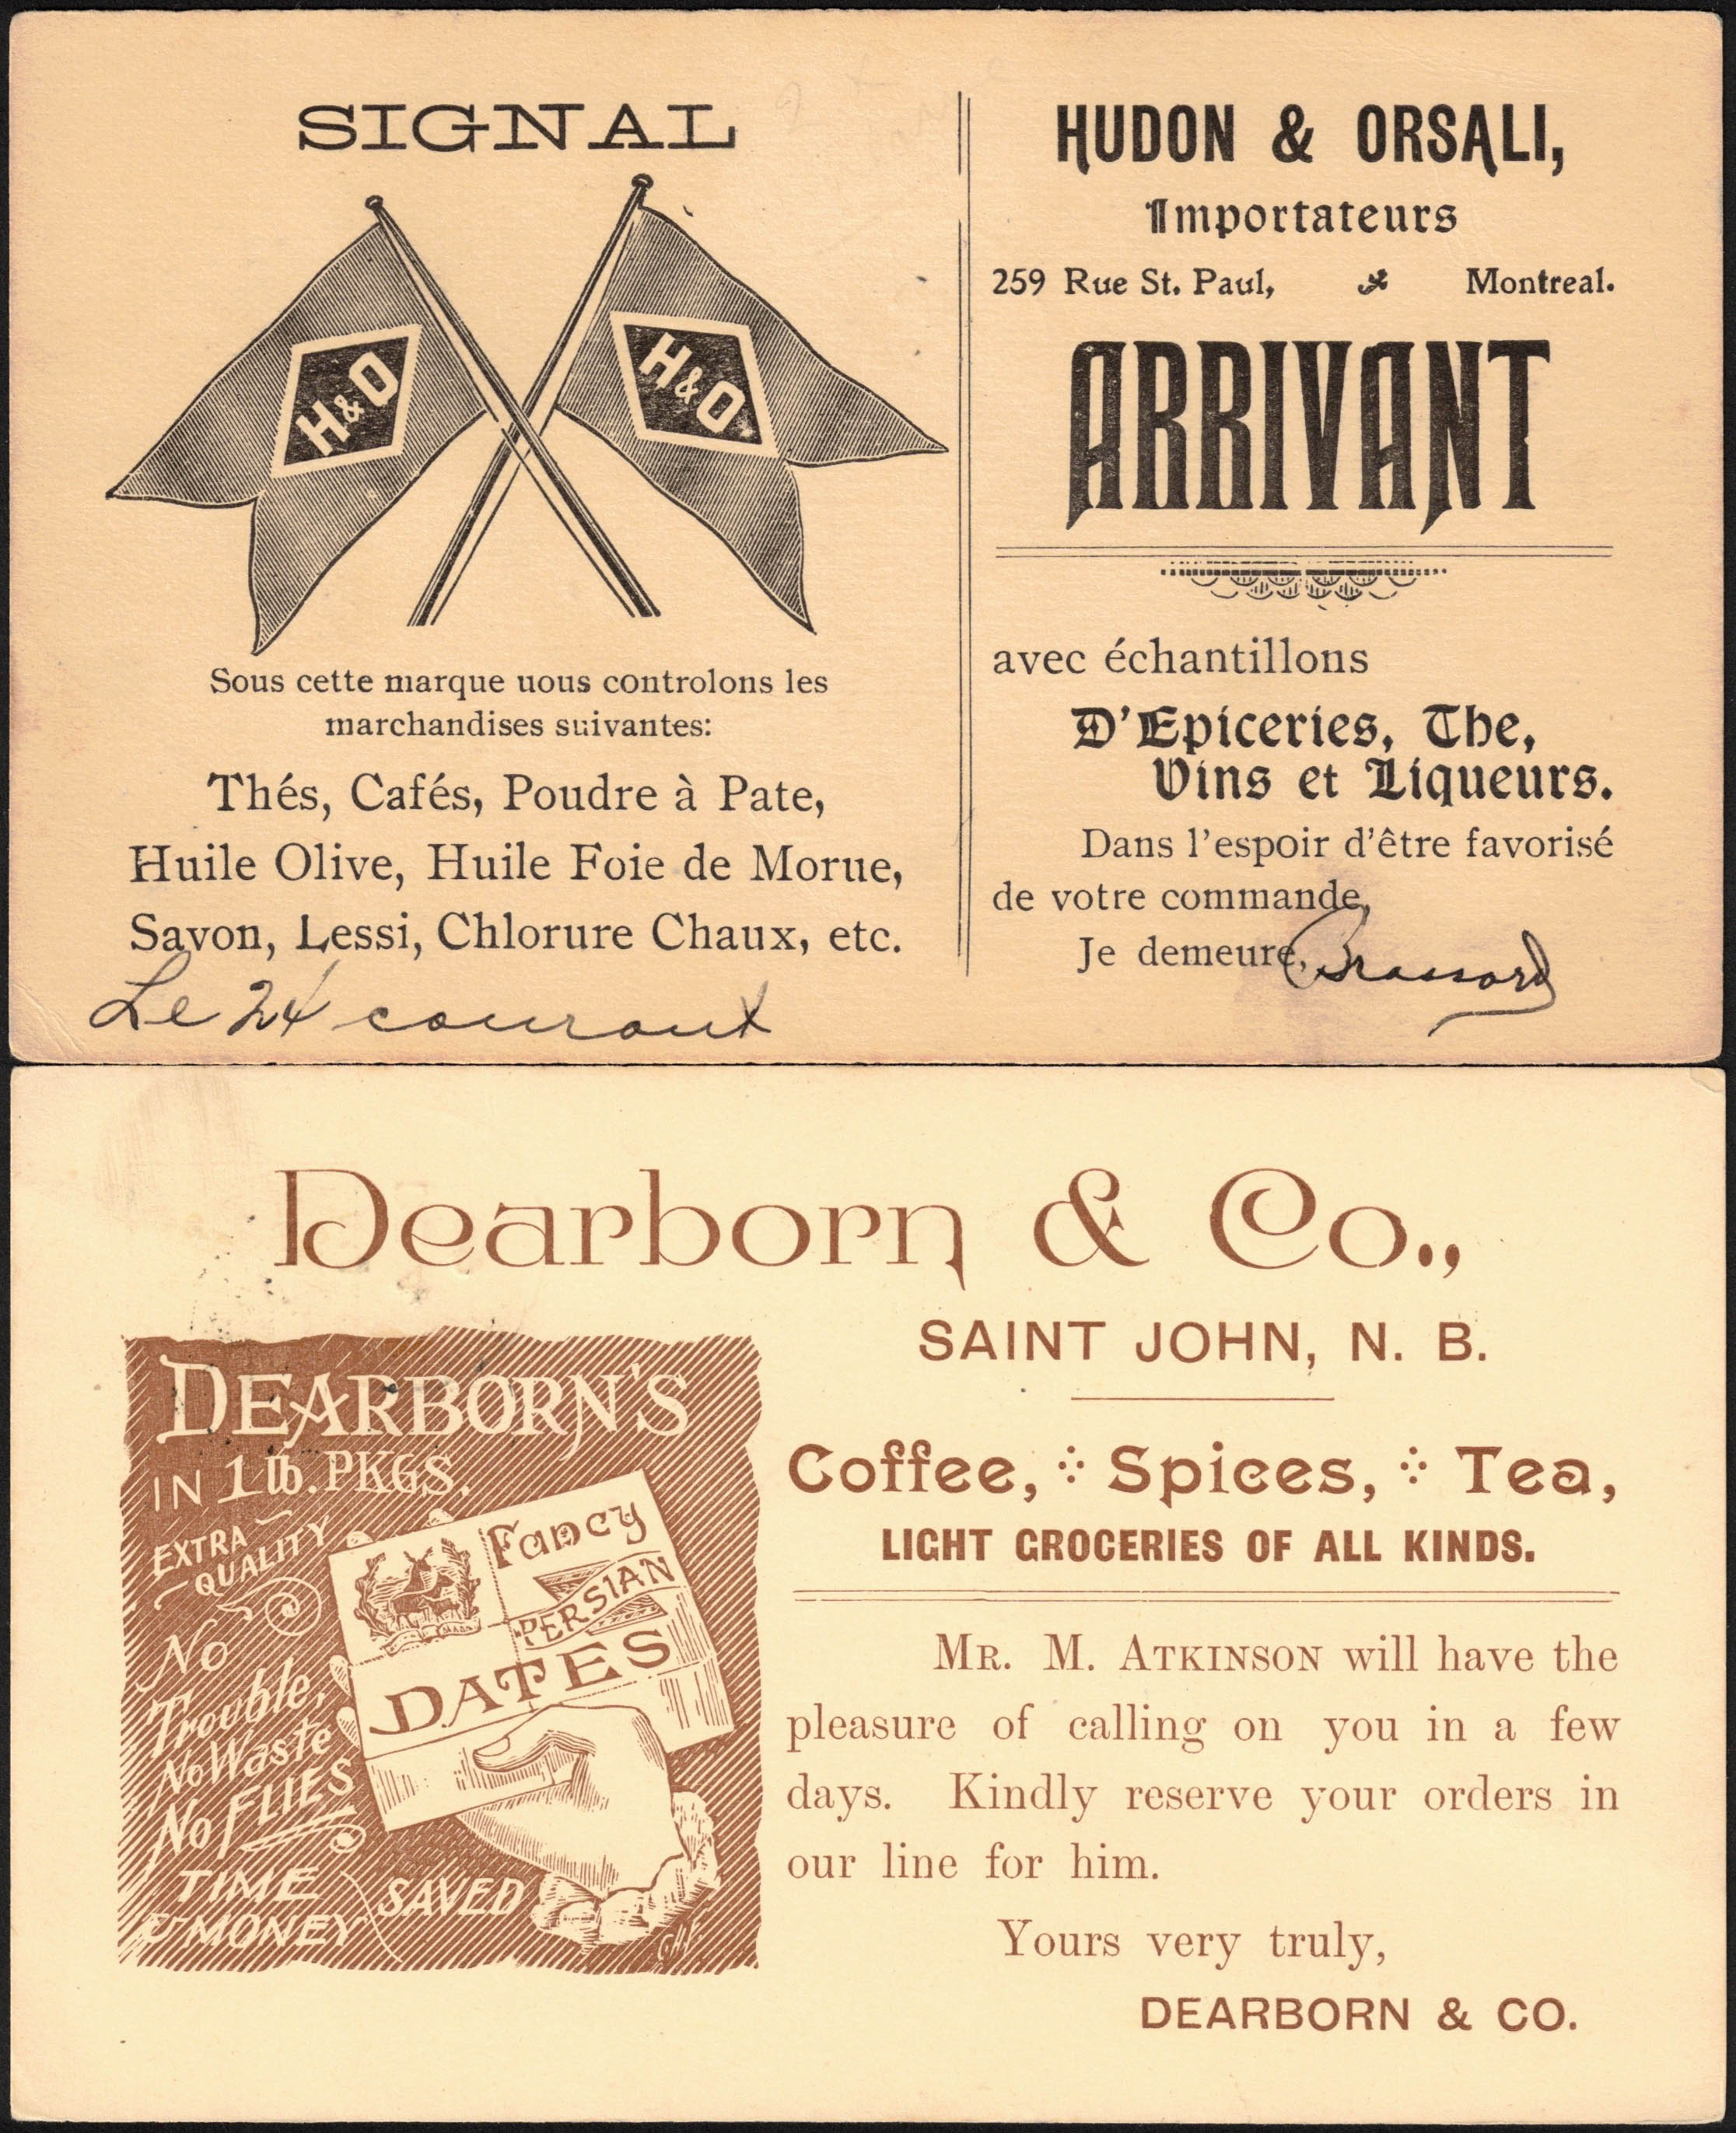 SIGNAL
H&O
H&O
Sous cette marque uous controlons les
marchandises suivantes:
Thés, Cafés, Poudre à Pate,
Huile Olive, Huile Foie de Morue,
Savon, Lessi, Chlorure Chaux, etc.
Le 24 courant
HUDON & ORSALI,
Importateurs
259 Rue St. Paul, Montreal.
ARRIVANT
avec échantillons
D'Epiceries, The,
Vins et Liqueurs.
Dans l'espoir d'être favorisé
de votre commande,
Je demeure, Brassard
Dearborn & Co.,
SAINT JOHN, N. B.
DEARBORN'S
IN 1 lb. PKGS.
EXTRA
QUALITY
No
Trouble,
No Waste
No FLIES
TIME
& MONEY
SAVED
Fancy
PERSIAN
DATES
Coffee, Spices, Tea,
LIGHT GROCERIES OF ALL KINDS.
MR. M. ATKINSON will have the
pleasure of calling on you in a few
days. Kindly reserve your orders in
our line for him.
Yours very truly,
DEARBORN & CO.